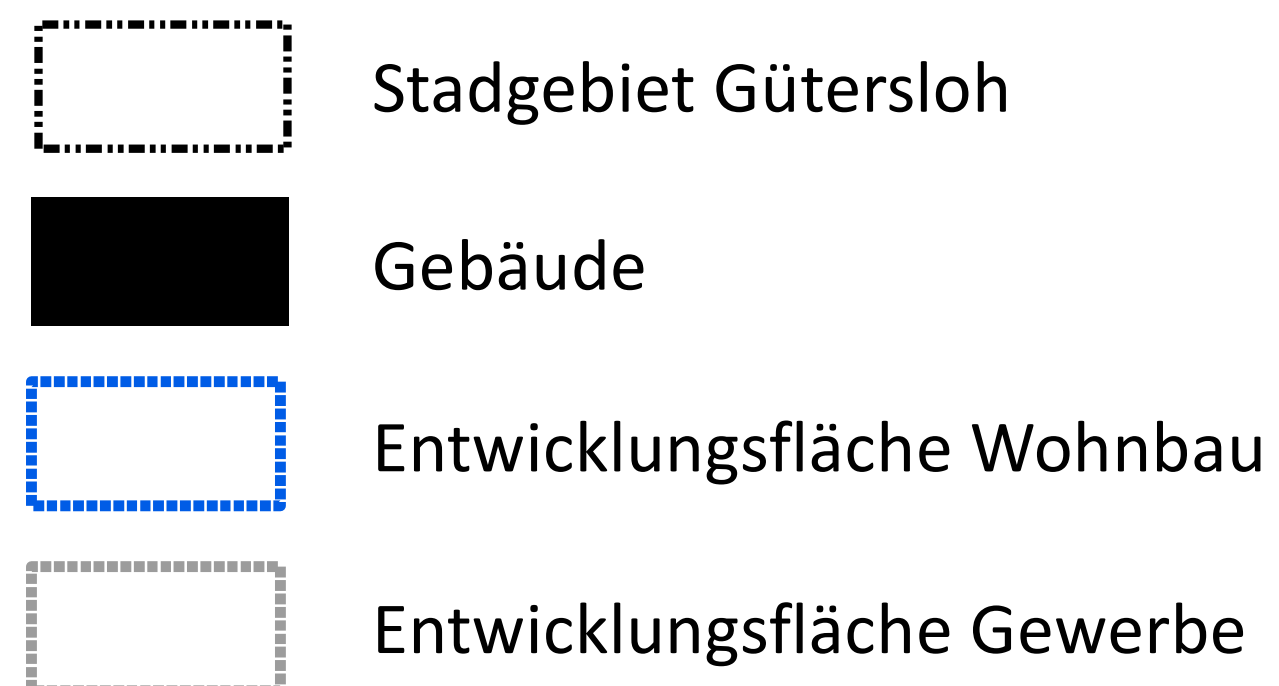 Stadgebiet Gütersloh
Gebäude
Entwicklungsfläche Wohnbau
Entwicklungsfläche Gewerbe